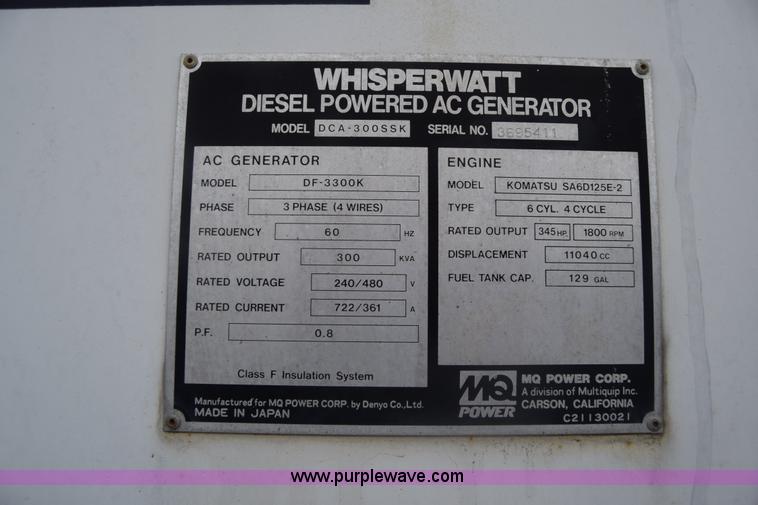 WHISPERWATT
DIESEL POWERED AC GENERATOR
MODEL DCA-300SSK SERIAL NO. 3695411
AC GENERATOR
MODEL DF-3300K
PHASE 3 PHASE (4 WIRES)
FREQUENCY 60 HZ
RATED OUTPUT 300 KVA
RATED VOLTAGE 240/480 V
RATED CURRENT 722/361 A
P.F. 0.8
Class F Insulation System
ENGINE
MODEL KOMATSU SA6D125E-2
TYPE 6 CYL. 4 CYCLE
RATED OUTPUT 345 HP. 1800 RPM
DISPLACEMENT 11040 CC
FUEL TANK CAP. 129 GAL
Manufactured for MQ POWER CORP. by Denyo Co., Ltd.
MADE IN JAPAN
MQ
POWER
MQ POWER CORP.
A division of Multiquip Inc.
CARSON, CALIFORNIA
C21130021
www.purplewave.com